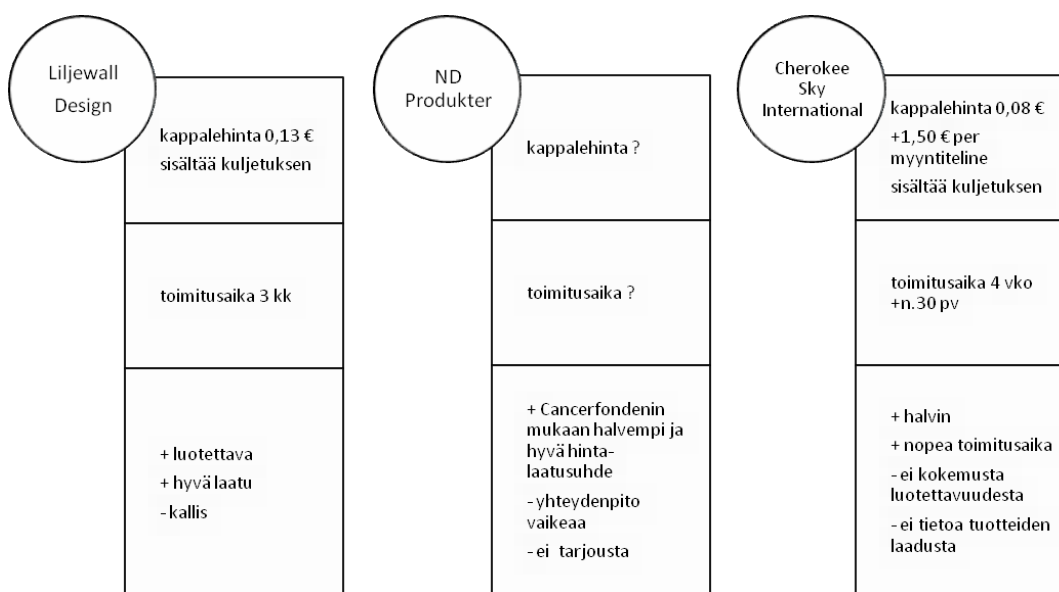 Liljewall
Design
kappalehinta 0,13 €
sisältää kuljetuksen
toimitusaika 3 kk
+ luotettava
+ hyvä laatu
- kallis
ND
Produkter
kappalehinta ?
toimitusaika ?
+ Cancerfondenin
mukaan halvempi ja
hyvä hinta-
laatusuhde
- yhteydenpito
vaikeaa
- ei tarjousta
Cherokee
Sky
International
kappalehinta 0,08 €
+1,50 € per
myyntiteline
sisältää kuljetuksen
toimitusaika 4 vko
+n.30 pv
+ halvin
+ nopea toimitusaika
- ei kokemusta
luotettavuudesta
- ei tietoa tuotteiden
laadusta